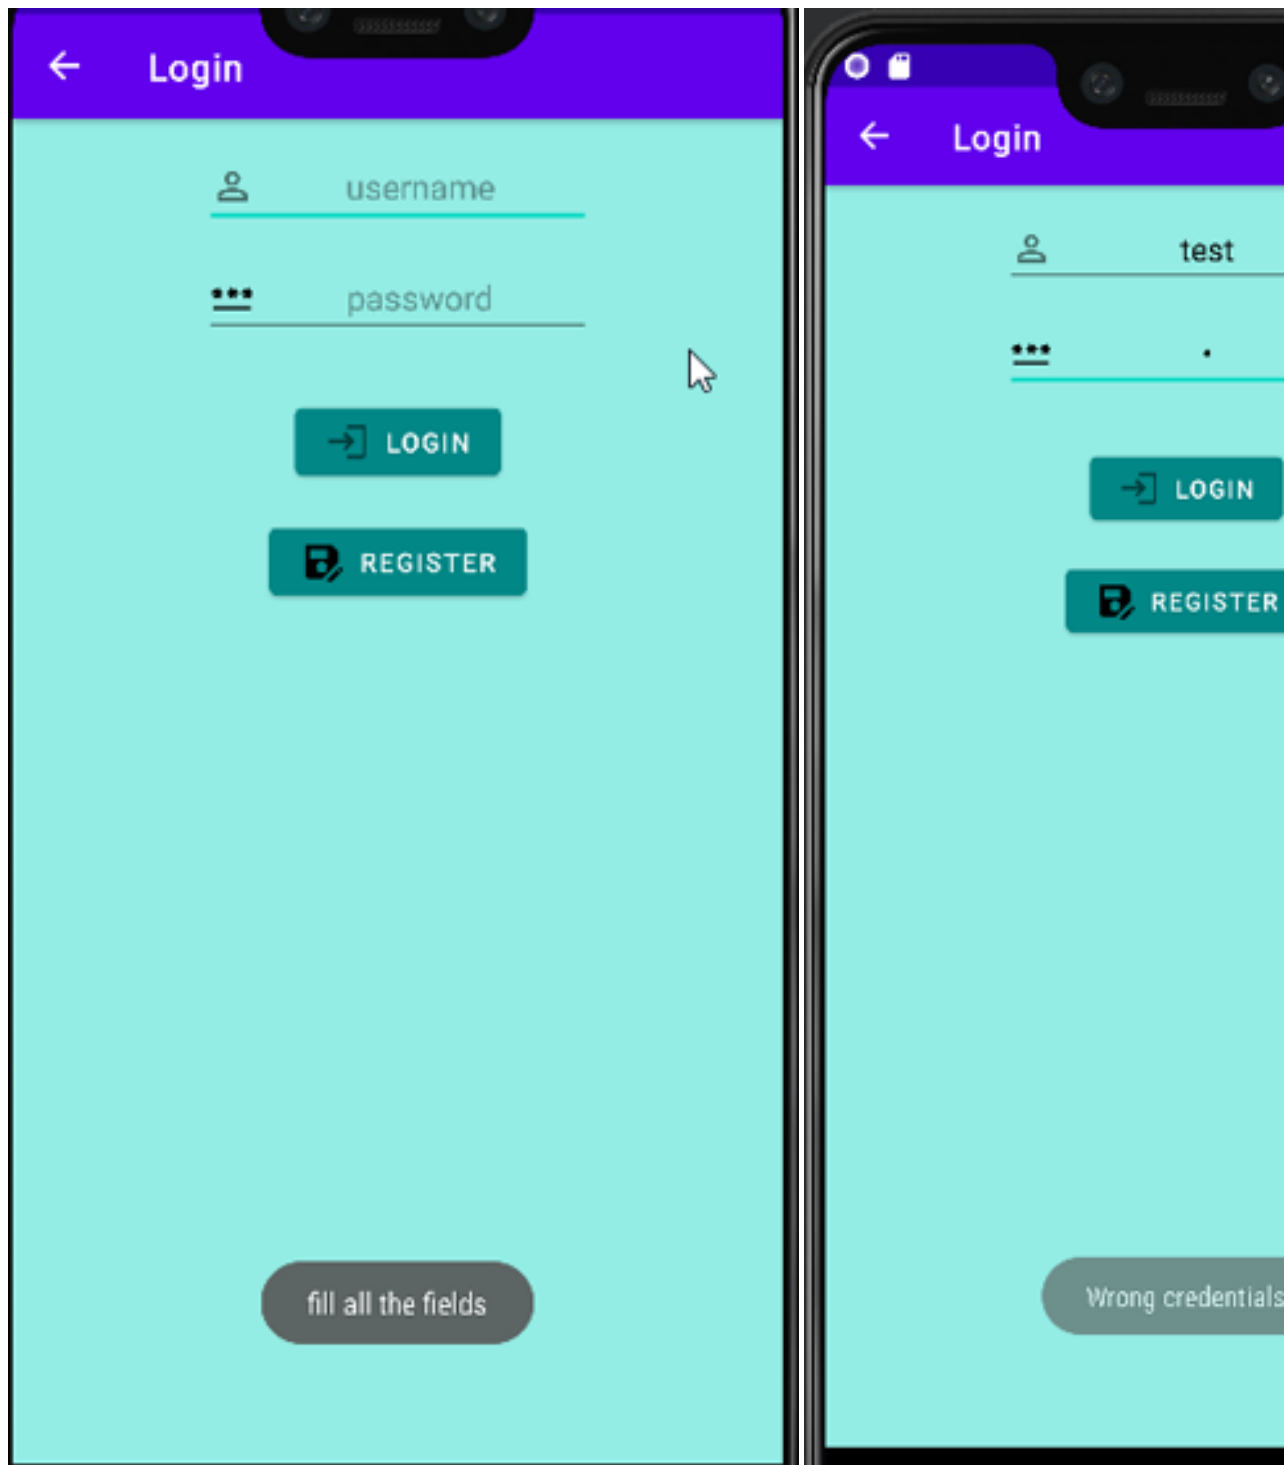 Login
username
password
LOGIN
REGISTER
fill all the fields
Login
test
LOGIN
REGISTER
Wrong credentials